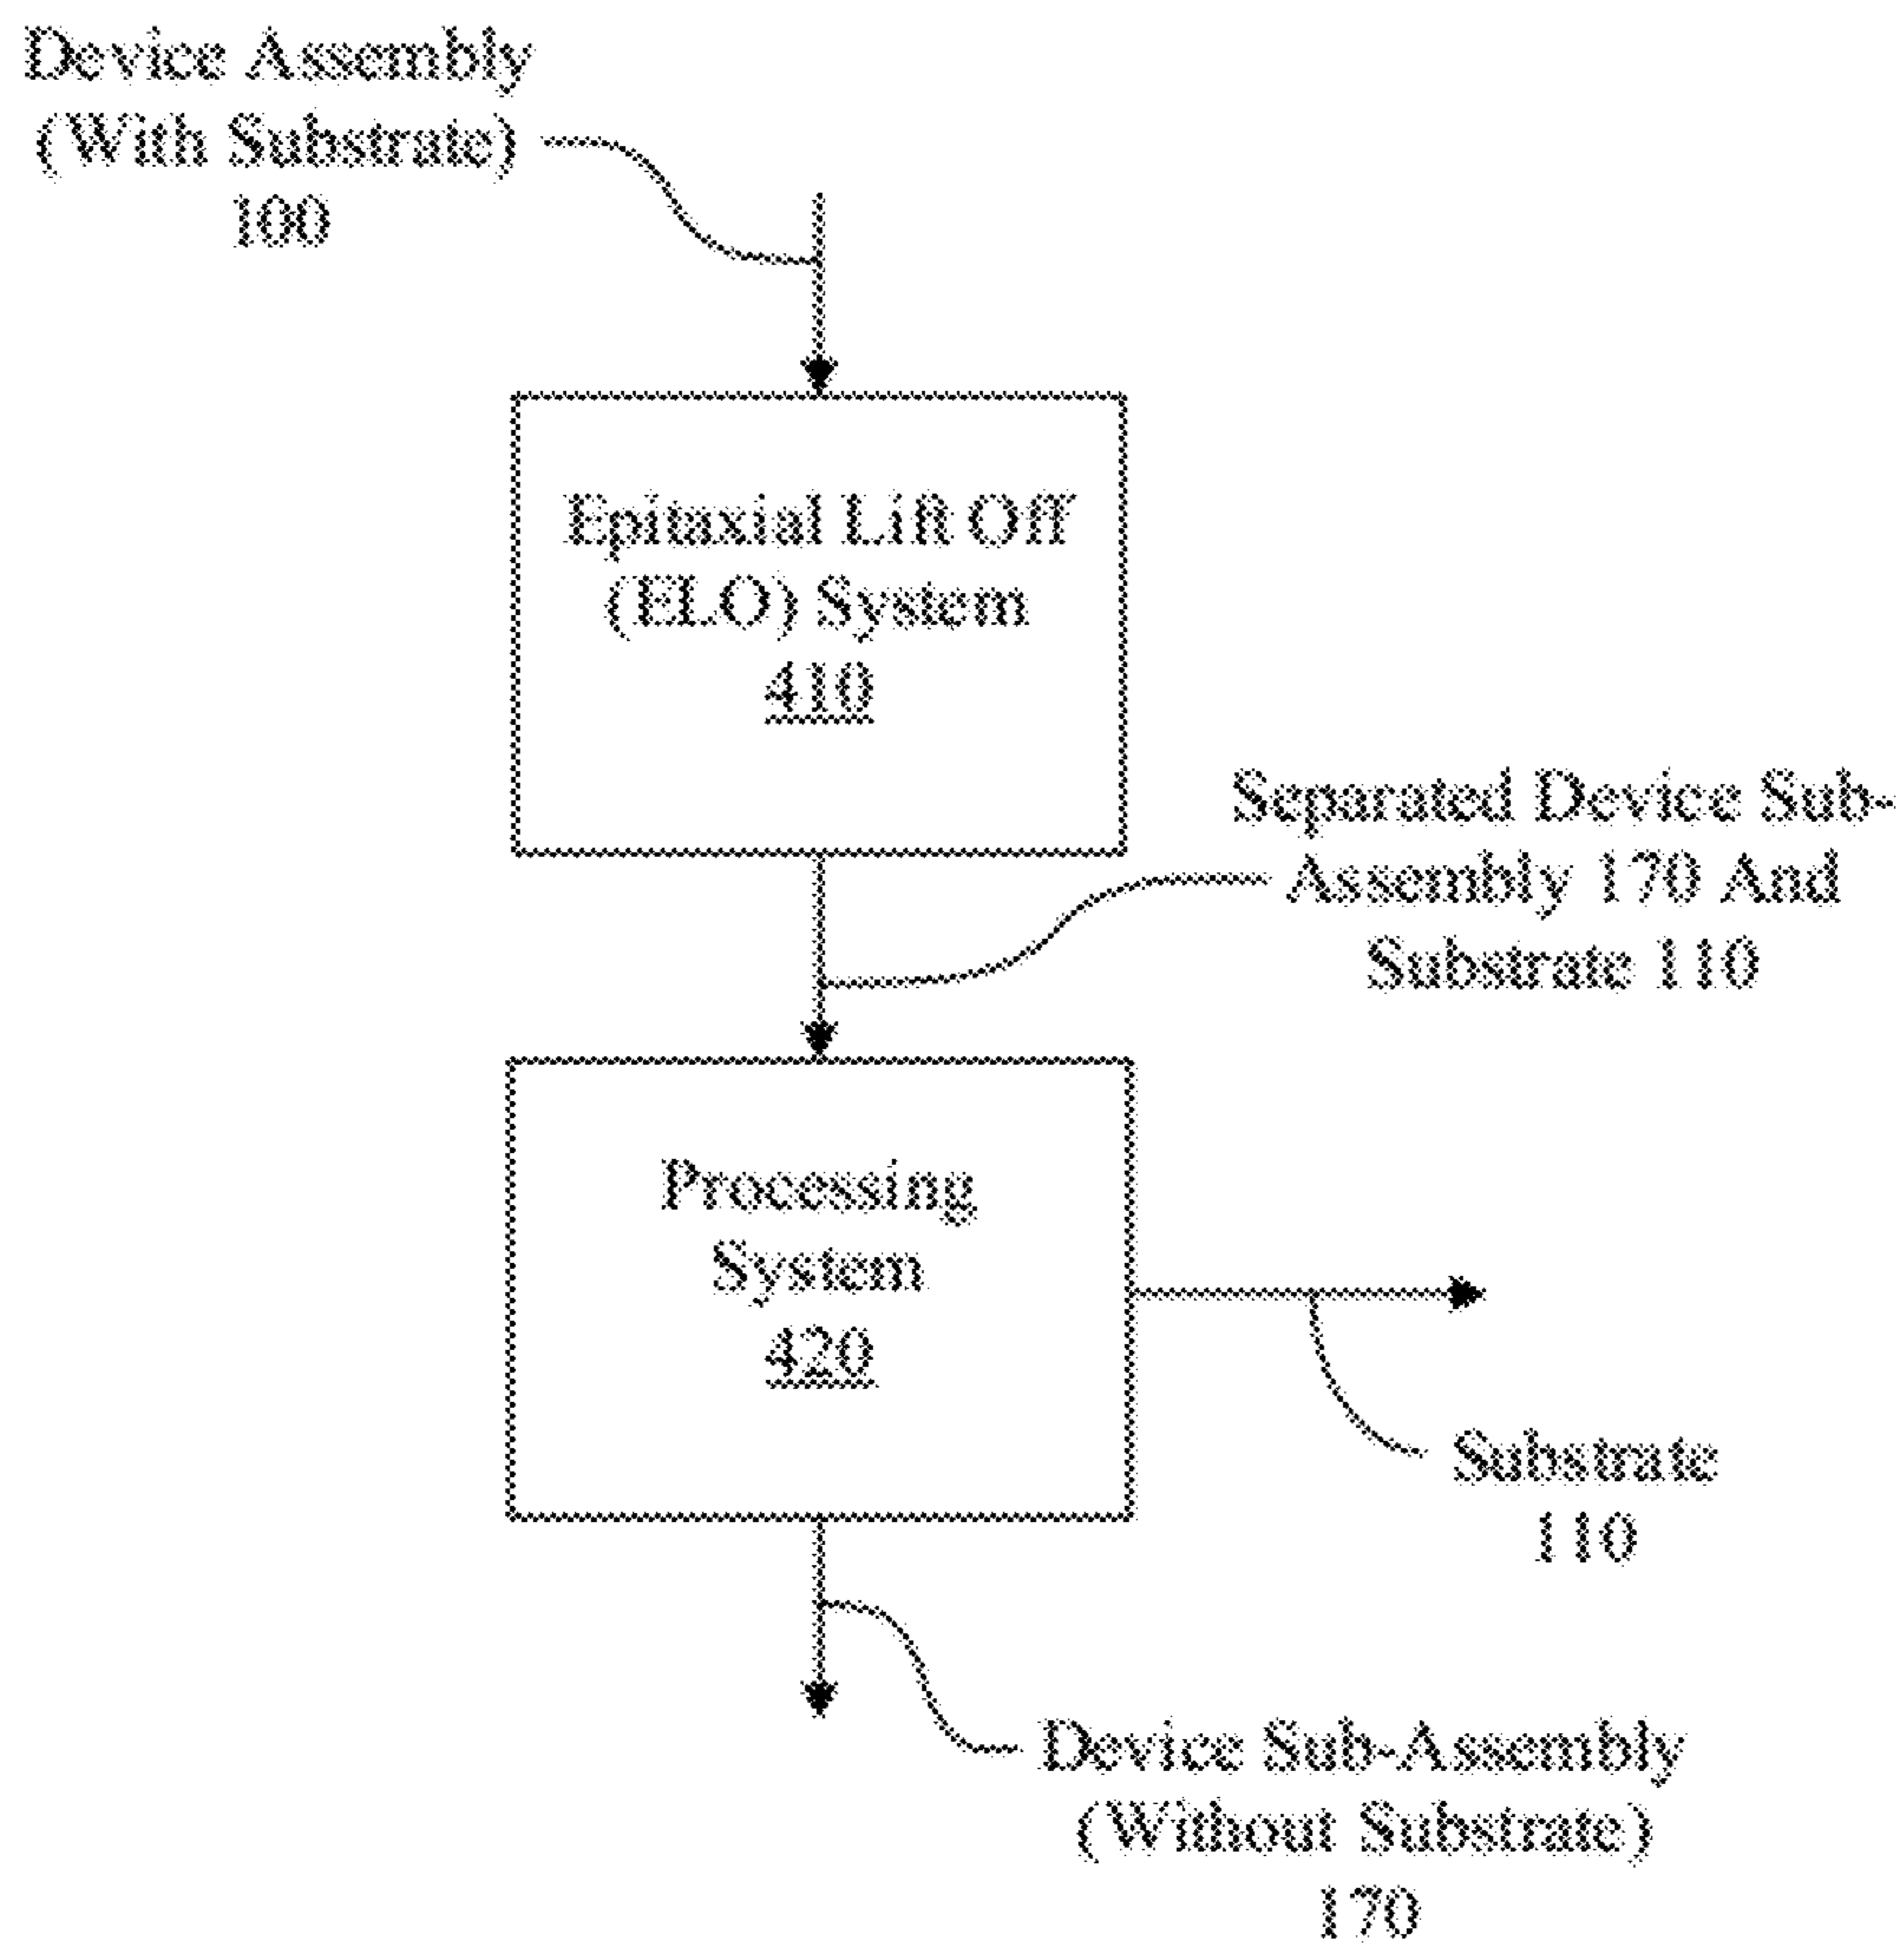 Device Assembly
(With Substrate)
100
Epitaxial Lift Off
(ELO) System
410
Separated Device Sub-
Assembly 170 And
Substrate 110
Processing
System
420
Substrate
110
Device Sub-Assembly
(Without Substrate)
170